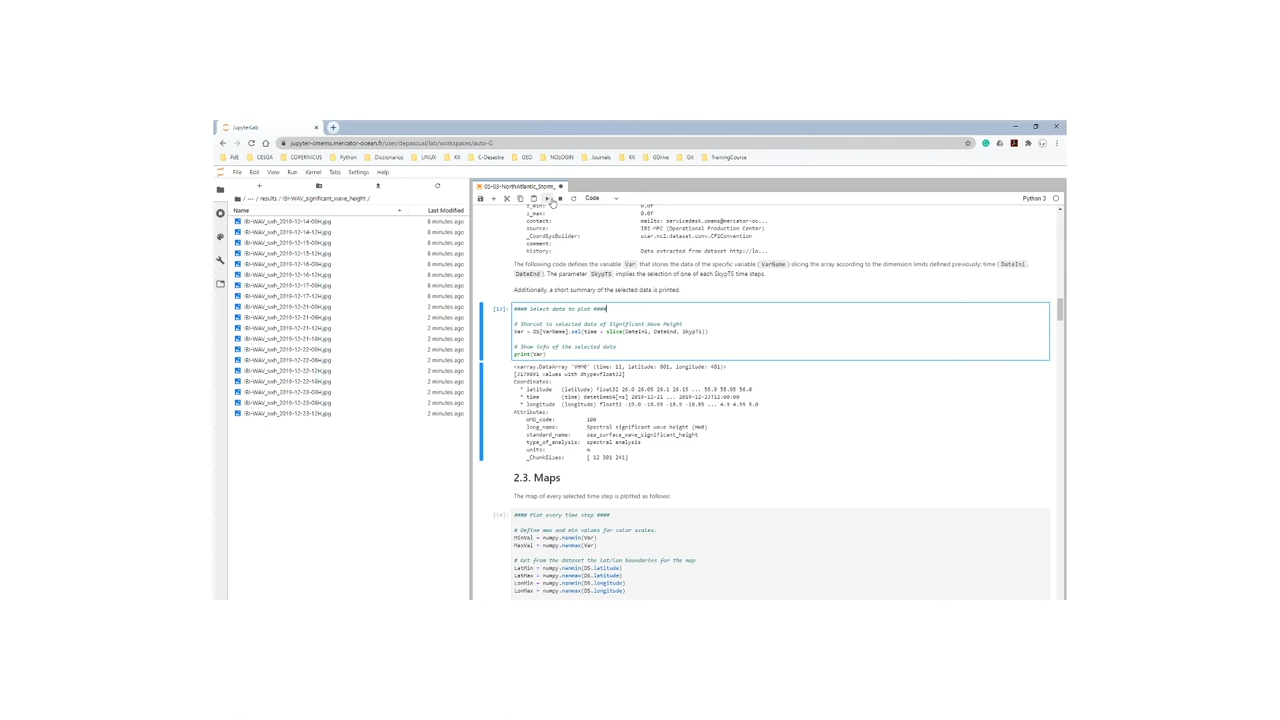 JupyterLab
jupyter-cmems.mercator-ocean.fr/user/depascual/lab/workspaces/auto-G
PdE CESGA COPERNICUS Python Diccionarios LINUX KK C-Desastre GEO NOLOGIN Journals KK GDrive Git TrainingCourse
File Edit View Run Kernel Tabs Settings Help
05-03-NorthAtlantic_Storm_
/ ··· / results / IBI-WAV_significant_wave_height /
Code
Python 3
Name Last Modified
IBI-WAV_swh_2019-12-14-00H.jpg 8 minutes ago
IBI-WAV_swh_2019-12-14-12H.jpg 8 minutes ago
IBI-WAV_swh_2019-12-15-00H.jpg 8 minutes ago
IBI-WAV_swh_2019-12-15-12H.jpg 8 minutes ago
IBI-WAV_swh_2019-12-16-00H.jpg 8 minutes ago
IBI-WAV_swh_2019-12-16-12H.jpg 8 minutes ago
IBI-WAV_swh_2019-12-17-00H.jpg 8 minutes ago
IBI-WAV_swh_2019-12-17-12H.jpg 8 minutes ago
IBI-WAV_swh_2019-12-21-00H.jpg 2 minutes ago
IBI-WAV_swh_2019-12-21-06H.jpg 2 minutes ago
IBI-WAV_swh_2019-12-21-12H.jpg 2 minutes ago
IBI-WAV_swh_2019-12-21-18H.jpg 2 minutes ago
IBI-WAV_swh_2019-12-22-00H.jpg 2 minutes ago
IBI-WAV_swh_2019-12-22-06H.jpg 2 minutes ago
IBI-WAV_swh_2019-12-22-12H.jpg 2 minutes ago
IBI-WAV_swh_2019-12-22-18H.jpg 2 minutes ago
IBI-WAV_swh_2019-12-23-00H.jpg 2 minutes ago
IBI-WAV_swh_2019-12-23-06H.jpg 2 minutes ago
IBI-WAV_swh_2019-12-23-12H.jpg 2 minutes ago
z_min: 0.0f
z_max: 0.0f
contact: mailto: servicedesk.cmems@mercator-oc...
source: IBI-MFC (Operational Production Center)
_CoordSysBuilder: ucar.nc2.dataset.conv.CF1Convention
comment:
history: Data extracted from dataset http://lo...
The following code defines the variable Var that stores the data of the specific variable (VarName) slicing the array according to the dimension limits defined previously: time (DateIni,
DateEnd). The parameter SkypTS implies the selection of one of each SkypTS time steps.
Additionally, a short summary of the selected data is printed.
[13]: #### Select data to plot ####
# Shorcut to selected data of Significant Wave Height
Var = DS[VarName].sel(time = slice(DateIni, DateEnd, SkypTS))
# Show info of the selected data
print(Var)
<xarray.DataArray 'VHM0' (time: 11, latitude: 601, longitude: 481)>
[3179891 values with dtype=float32]
Coordinates:
* latitude (latitude) float32 26.0 26.05 26.1 26.15 ... 55.9 55.95 56.0
* time (time) datetime64[ns] 2019-12-21 ... 2019-12-23T12:00:00
* longitude (longitude) float32 -19.0 -18.95 -18.9 -18.85 ... 4.9 4.95 5.0
Attributes:
WMO_code: 100
long_name: Spectral significant wave height (Hm0)
standard_name: sea_surface_wave_significant_height
type_of_analysis: spectral analysis
units: m
_ChunkSizes: [ 12 301 241]
2.3. Maps
The map of every selected time step is plotted as follows:
[14]: #### Plot every time step ####
# Define max and min values for color scales.
MinVal = numpy.nanmin(Var)
MaxVal = numpy.nanmax(Var)
# Get from the dataset the lat/lon boundaries for the map
LatMin = numpy.nanmin(DS.latitude)
LatMax = numpy.nanmax(DS.latitude)
LonMin = numpy.nanmin(DS.longitude)
LonMax = numpy.nanmax(DS.longitude)